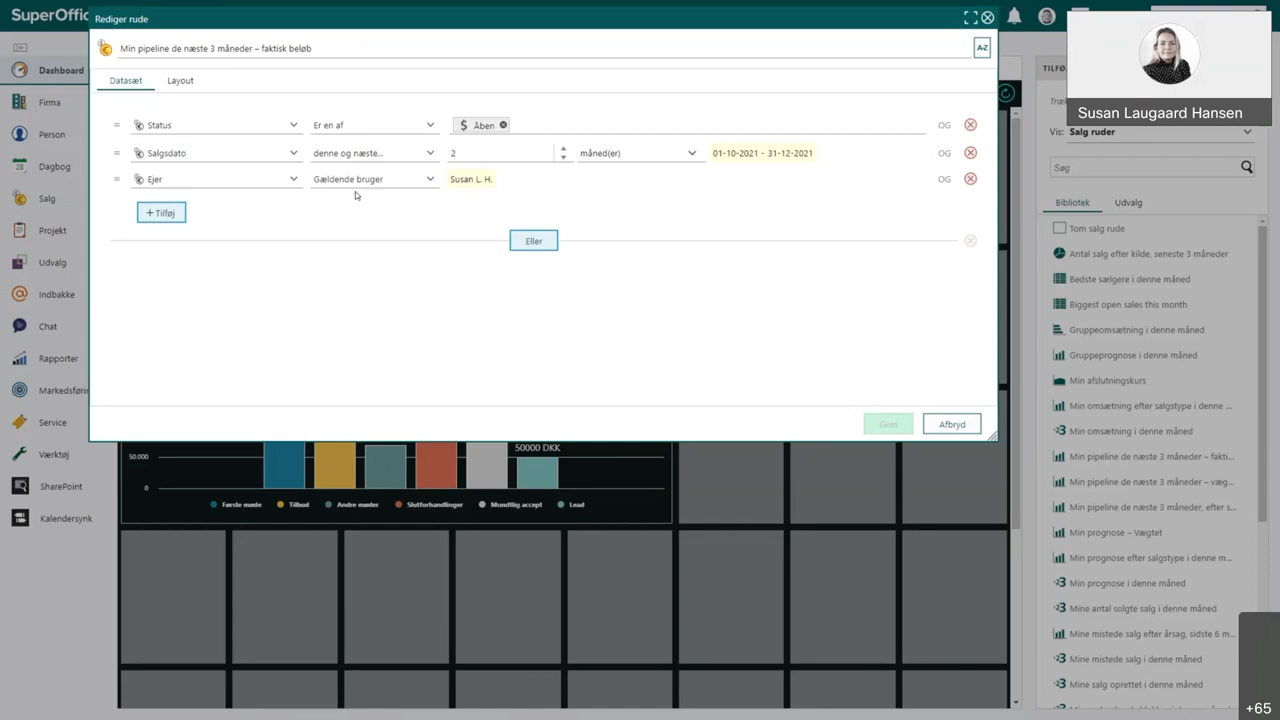 SuperOffic
Rediger rude
Min pipeline de næste 3 måneder – faktisk beløb
Datasæt
Layout
Status
Er en af
Åben
OG
Salgsdato
denne og næste...
2
måned(er)
01-10-2021 - 31-12-2021
OG
Ejer
Gældende bruger
Susan L. H.
OG
+ Tilføj
Eller
Gem
Afbryd
Dashboard
Firma
Person
28
Dagbog
Salg
Projekt
Udvalg
Indbakke
Chat
Rapporter
Markedsførin
Service
Værktøj
SharePoint
Kalendersynk
50.000
0
50000 DKK
Første møde
Tilbud
Andre møder
Slutforhandlinger
Mundtlig accept
Lead
Susan Laugaard Hansen
TILFØ
Træk
Vis:
Salg ruder
Søg
Bibliotek
Udvalg
Tom salg rude
Antal salg efter kilde, seneste 3 måneder
Bedste sælgere i denne måned
Biggest open sales this month
Gruppeomsætning i denne måned
Gruppeprognose i denne måned
Min afslutningskurs
Min omsætning efter salgstype i denne ...
Min omsætning i denne måned
Min pipeline de næste 3 måneder – fakti...
Min pipeline de næste 3 måneder – væg...
Min pipeline de næste 3 måneder, efter s...
Min prognose – Vægtet
Min prognose efter salgstype i denne m...
Min prognose i denne måned
Mine antal solgte salg i denne måned
Mine mistede salg efter årsag, sidste 6 m...
Mine mistede salg i denne måned
Mine salg oprettet i denne måned
+65